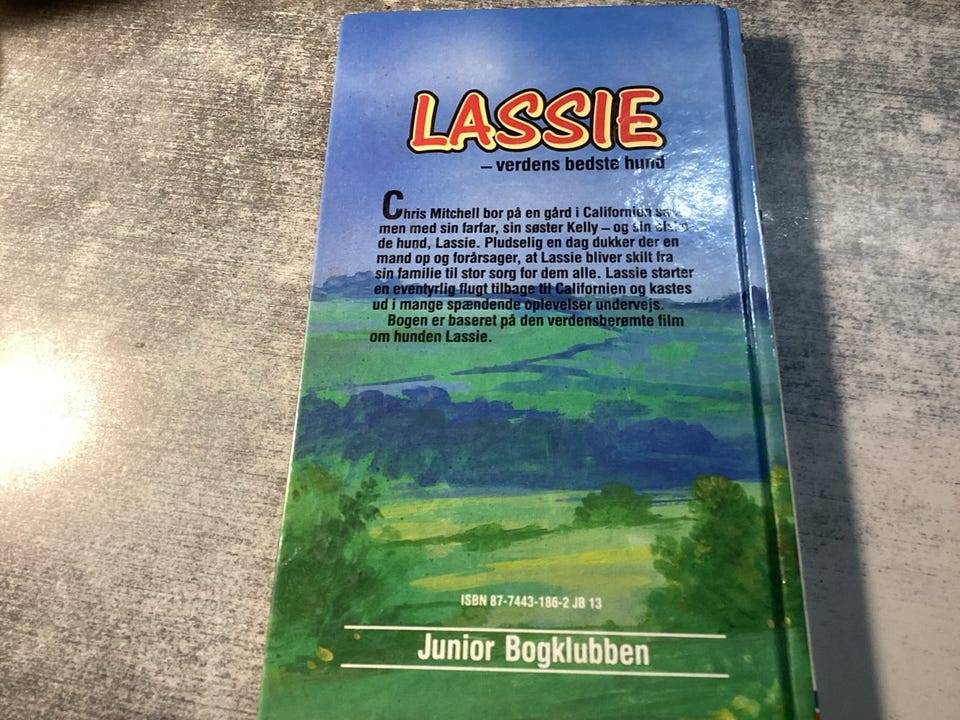 LASSIE
– verdens bedste hund
Chris Mitchell bor på en gård i Californien
men med sin farfar, sin søster Kelly – og sin
de hund, Lassie. Pludselig en dag dukker der en
mand op og forårsager, at Lassie bliver skilt fra
sin familie til stor sorg for dem alle. Lassie starter
en eventyrlig flugt tilbage til Californien og kastes
ud i mange spændende oplevelser undervejs.
Bogen er baseret på den verdensberømte film
om hunden Lassie.
ISBN 87-7443-186-2 JB 13
Junior Bogklubben